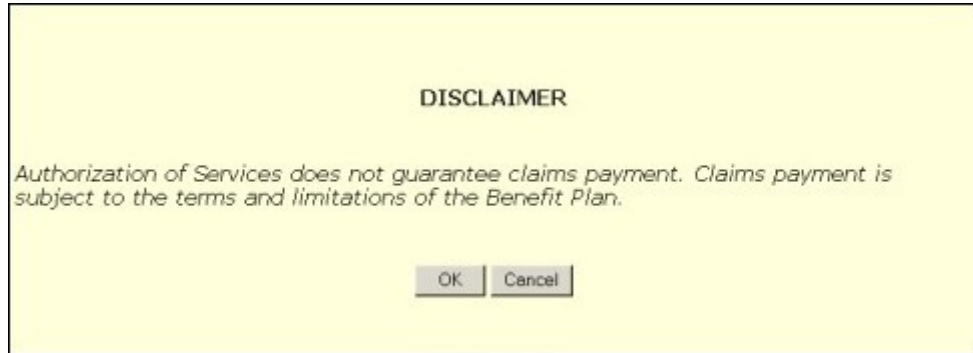 DISCLAIMER
Authorization of Services does not guarantee claims payment. Claims payment is
subject to the terms and limitations of the Benefit Plan.
OK Cancel